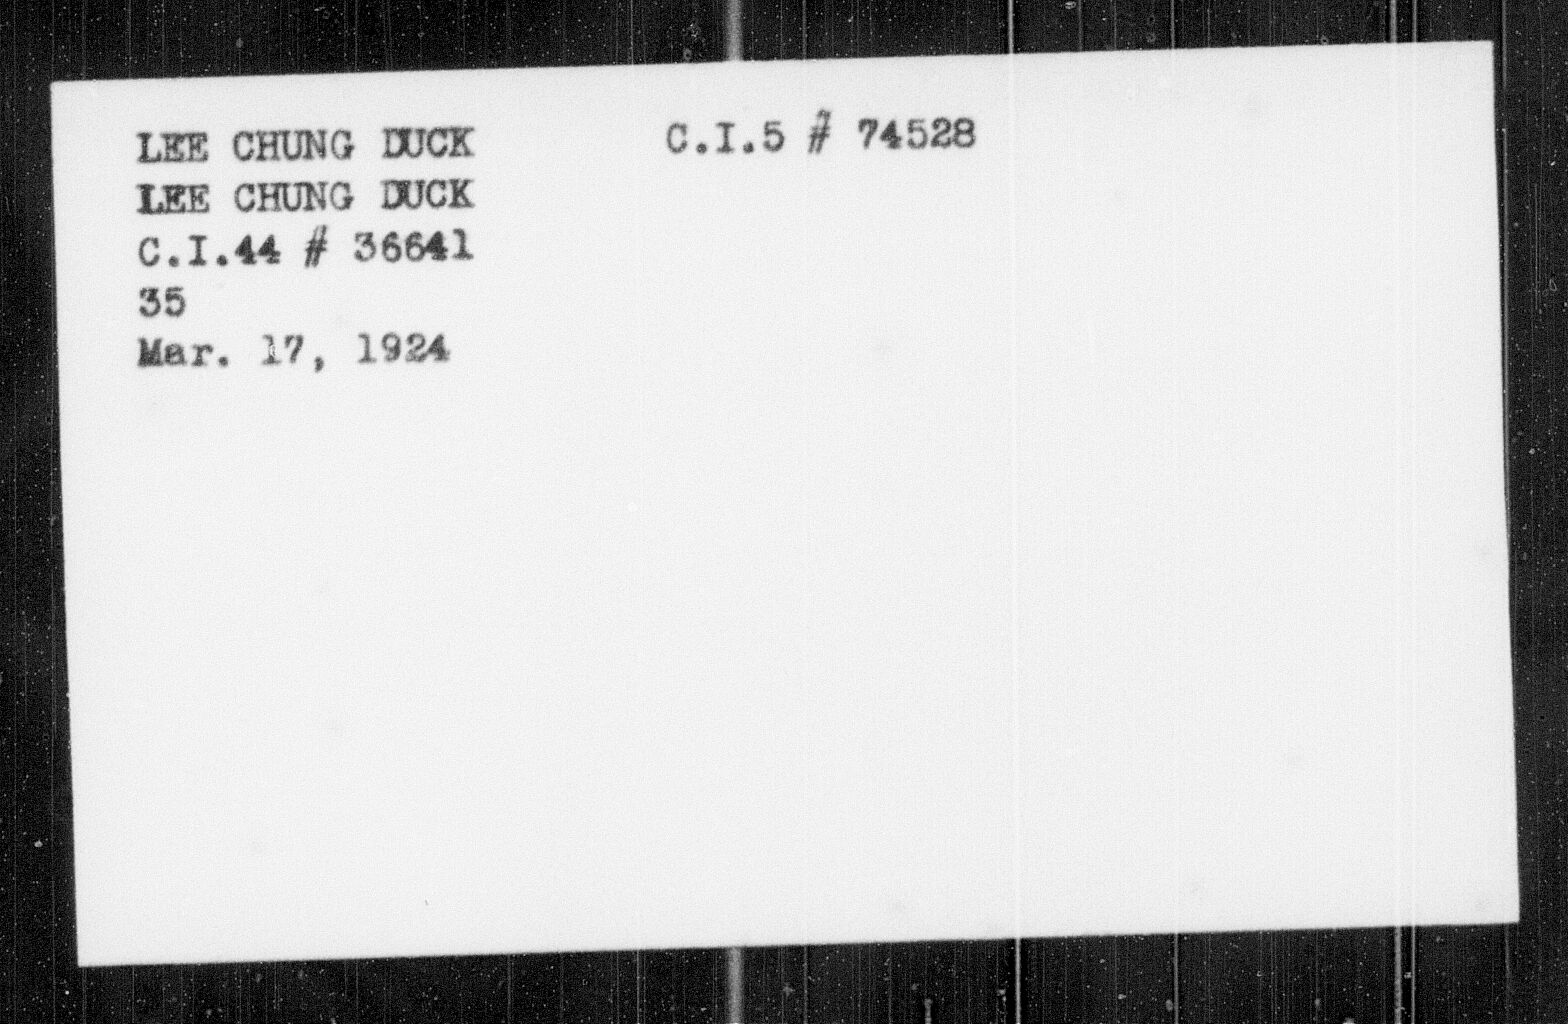 LEE CHUNG DUCK C.I.5 # 74528
LEE CHUNG DUCK
C.I.44 # 36641
35
Mar. 17, 1924